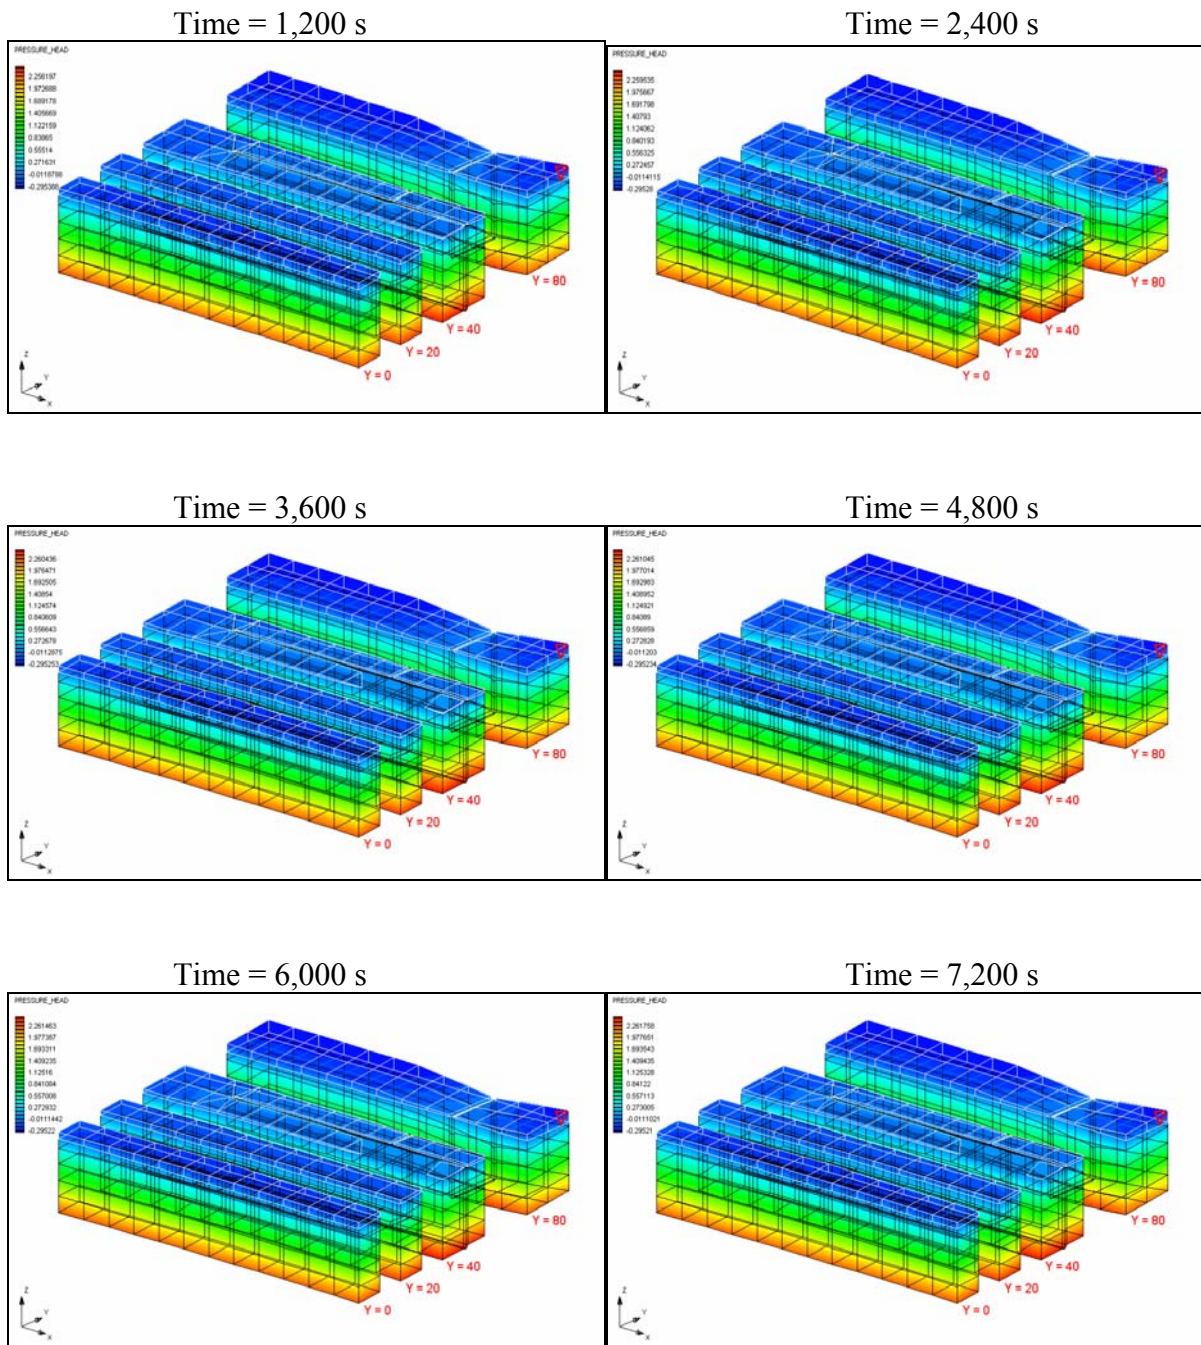 Time = 1,200 s
Time = 2,400 s
PRESSURE_HEAD
2.258197
1.972688
1.689178
1.405669
1.122159
0.83865
0.55514
0.271631
-0.0118788
-0.295388
Y = 80
Y = 40
Y = 20
Y = 0
Z
Y
X
PRESSURE_HEAD
2.259535
1.975667
1.691798
1.40793
1.124062
0.840193
0.556325
0.272457
-0.0114115
-0.29528
Y = 80
Y = 40
Y = 20
Y = 0
Z
Y
X
Time = 3,600 s
Time = 4,800 s
PRESSURE_HEAD
2.260436
1.976471
1.692505
1.40854
1.124574
0.840609
0.556643
0.272678
-0.0112875
-0.295253
Y = 80
Y = 40
Y = 20
Y = 0
Z
Y
X
PRESSURE_HEAD
2.261045
1.977014
1.692983
1.408952
1.124921
0.84089
0.556859
0.272828
-0.011203
-0.295234
Y = 80
Y = 40
Y = 20
Y = 0
Z
Y
X
Time = 6,000 s
Time = 7,200 s
PRESSURE_HEAD
2.261463
1.977387
1.693311
1.409235
1.12516
0.841084
0.557008
0.272932
-0.0111442
-0.29522
Y = 80
Y = 40
Y = 20
Y = 0
Z
Y
X
PRESSURE_HEAD
2.261758
1.977651
1.693543
1.409435
1.125328
0.84122
0.557113
0.273005
-0.0111021
-0.29521
Y = 80
Y = 40
Y = 20
Y = 0
Z
Y
X